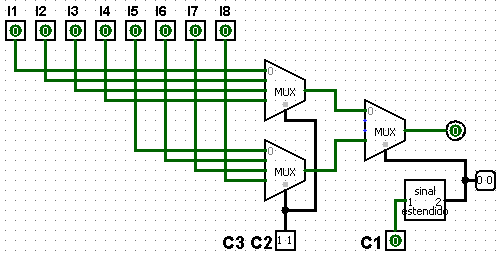 I1 I2 I3 I4 I5 I6 I7 I8
0 0 0 0 0 0 0 0
0
MUX
0
MUX
0
MUX
0
0 0
sinal
1 2
estendido
C3 C2 1 1
C1 0